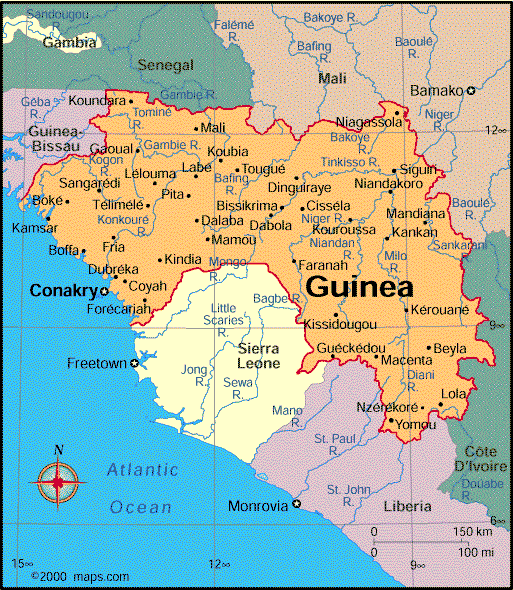 Sandougou
R.
Gambia
Senegal
Falémé
R.
Bakoye R.
Bafing
R.
Baoulé
R.
Mali
Bamako
Niger
R.
Gambie R.
Géba
R.
Koundara
Tominé
R.
Guinea-
Bissau
Mali
Niagassola
12∞
Bakoye
R.
Gaoual
Gambie R.
Kogon
R.
Koubia
Tinkisso R.
Siguiri
Lélouma
Labé
Tougué
Bafing
R.
Dinguiraye
Niandakoro
Sangarédi
Pita
Boké
Télimélé
Bissikrima
Cisséla
Mandiana
Baoulé
R.
Kamsar
Konkouré
R.
Dalaba
Dabola
Niger R.
Kouroussa
Kankan
Sankarani
R.
Boffa
Fria
Mamou
Niandan
R.
Milo
R.
Dubréka
Kindia
Mongo
R.
Faranah
Conakry
Coyah
Guinea
Forécariah
Bagbe R.
Little
Scaries
R.
Kissidougou
Kérouané
9∞
Freetown
Sierra
Leone
Guéckédou
Macenta
Beyla
Jong
R.
Sewa
R.
Diani
R.
Mano
R.
Nzérékoré
Lola
Yomou
St. Paul
R.
Côte
D'Ivoire
N
Atlantic
Ocean
St. John
R.
Douabe
R.
Monrovia
Liberia
6∞
0 150 km
0 100 mi
15∞
12∞
9∞
©2000 maps.com